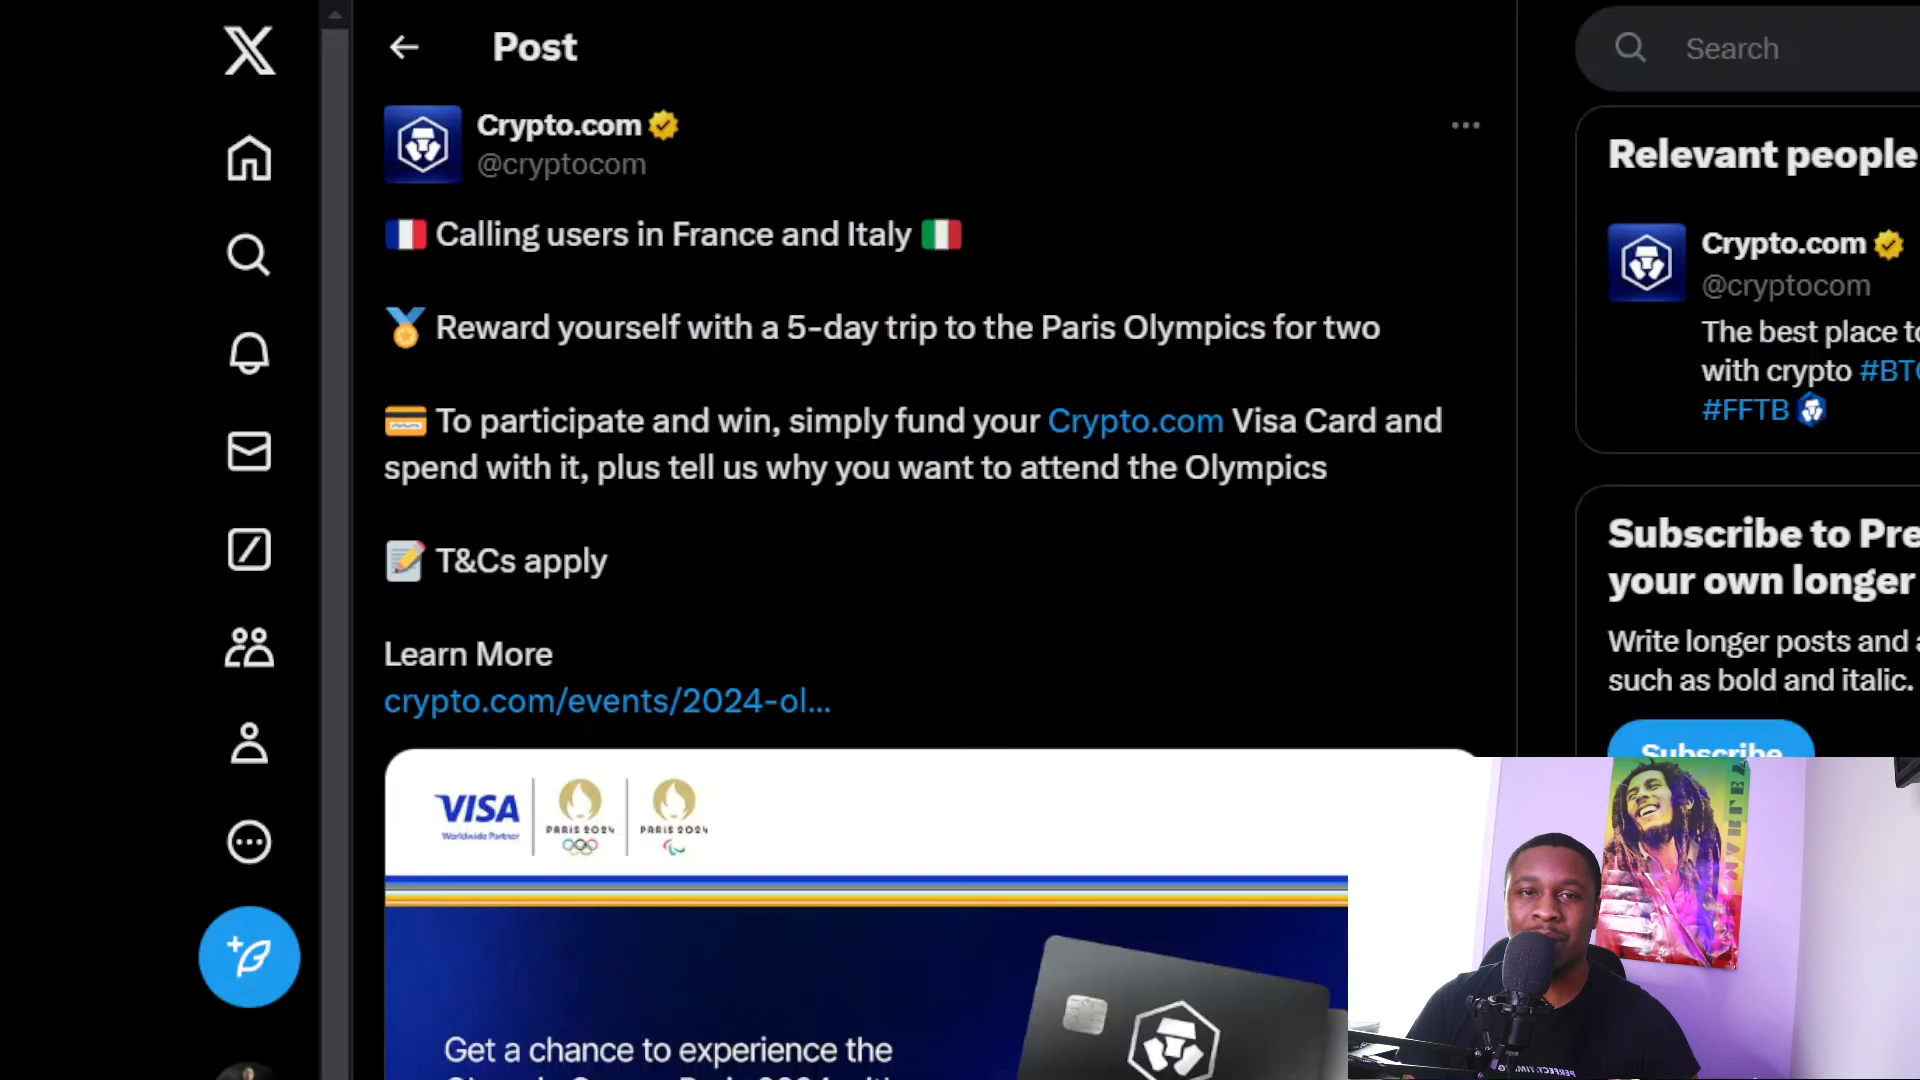 Post
Search
Crypto.com
@cryptocom
Calling users in France and Italy
Reward yourself with a 5-day trip to the Paris Olympics for two
To participate and win, simply fund your Crypto.com Visa Card and
spend with it, plus tell us why you want to attend the Olympics
T&Cs apply
Learn More
crypto.com/events/2024-ol...
VISA
Worldwide Partner
PARIS 2024
PARIS 2024
Get a chance to experience the
Relevant people
Crypto.com
@cryptocom
The best place to
with crypto #BTC
#FFTB
Subscribe to Pre
your own longer
Write longer posts and a
such as bold and italic.
Subscribe